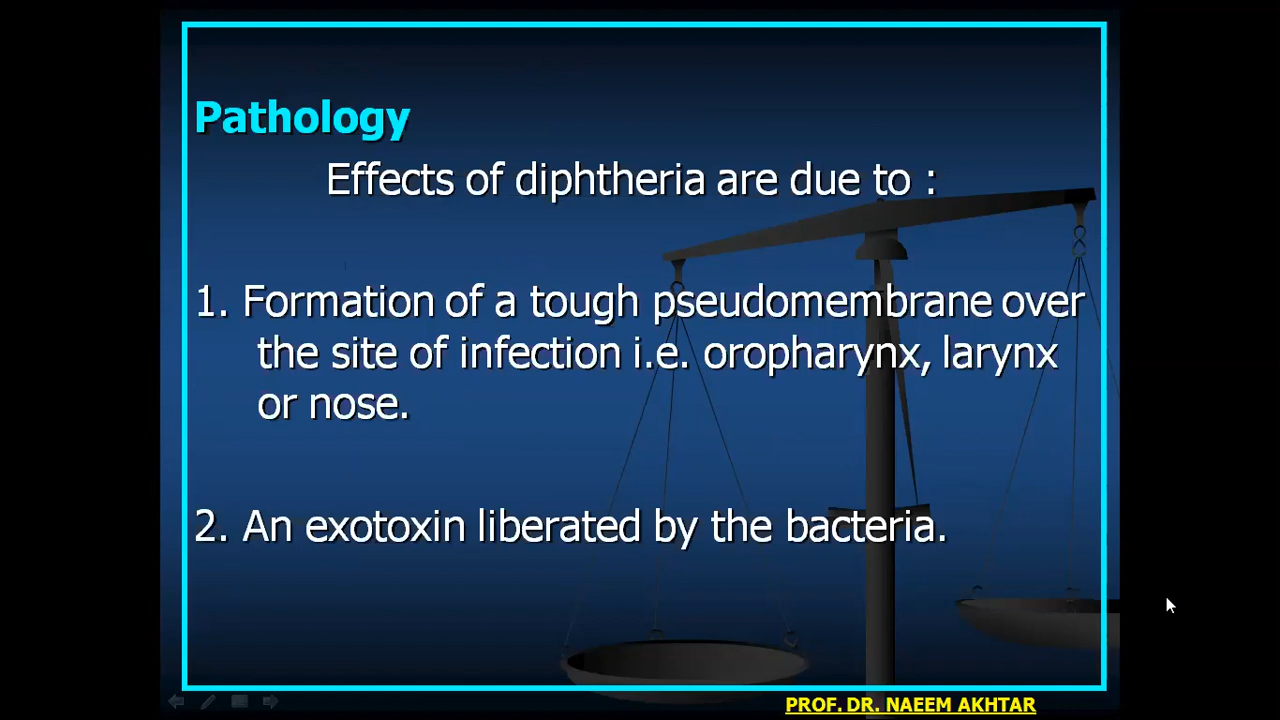 Pathology
Effects of diphtheria are due to :
1. Formation of a tough pseudomembrane over
the site of infection i.e. oropharynx, larynx
or nose.
2. An exotoxin liberated by the bacteria.
PROF. DR. NAEEM AKHTAR